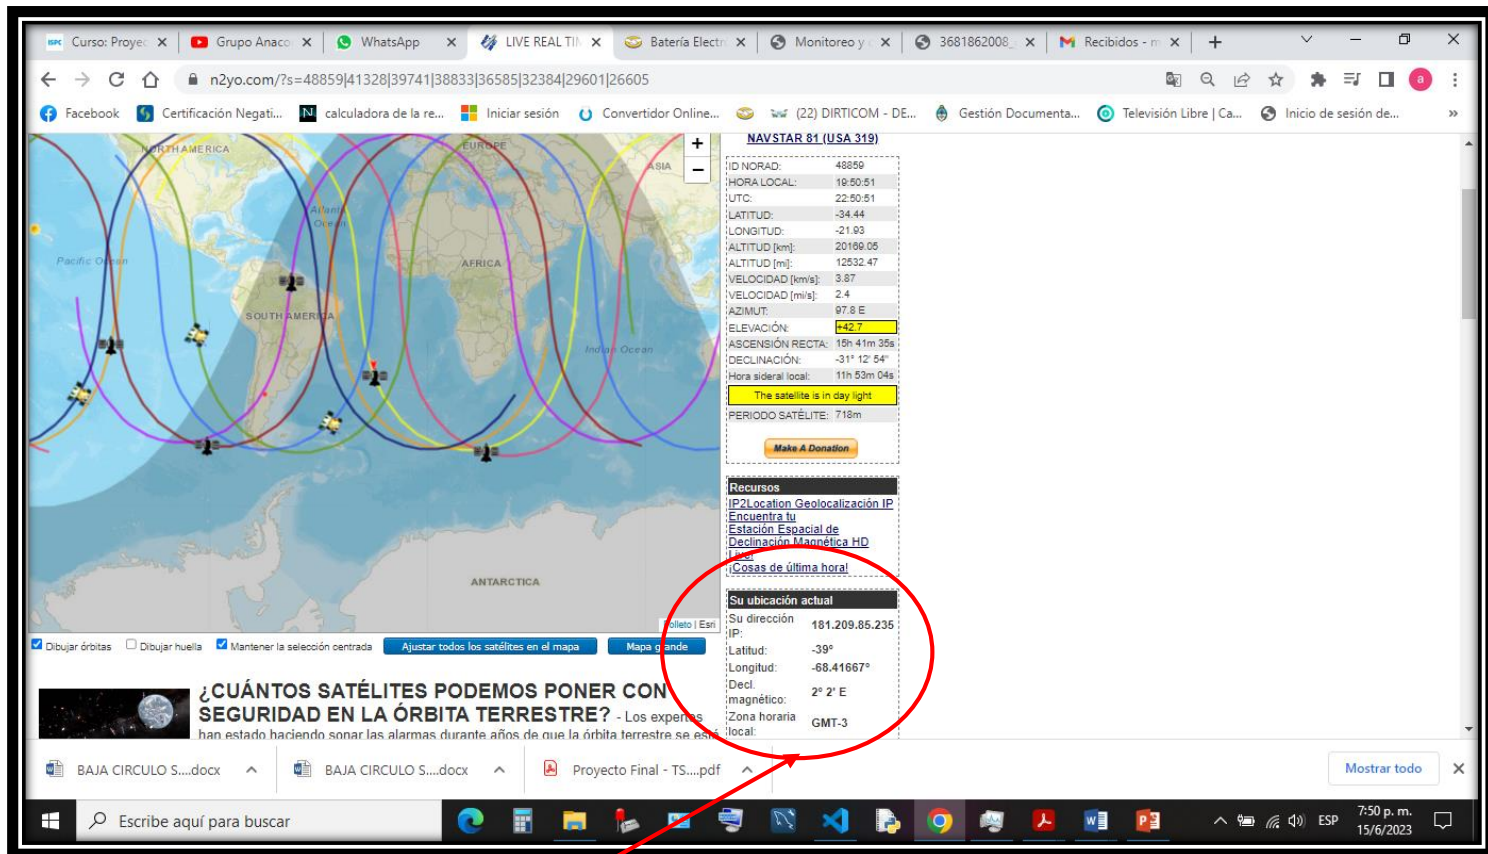 Curso: Proyec
Grupo Anaco
WhatsApp
LIVE REAL TIM
Batería Electr
Monitoreo y c
3681862008_
Recibidos - m
n2yo.com/?s=48859|41328|39741|38833|36585|32384|29601|26605
a
Facebook
Certificación Negati...
calculadora de la re...
Iniciar sesión
Convertidor Online...
(22) DIRTICOM - DE...
Gestión Documenta...
Televisión Libre | Ca...
Inicio de sesión de...
»
NORTH AMERICA
EUROPE
ASIA
Atlantic
Ocean
Pacific Ocean
AFRICA
SOUTH AMERICA
Indian Ocean
ANTARCTICA
+
−
Folleto | Esri
NAVSTAR 81 (USA 319)
ID NORAD: 48859
HORA LOCAL: 19:50:51
UTC: 22:50:51
LATITUD: -34.44
LONGITUD: -21.93
ALTITUD [km]: 20169.05
ALTITUD [mi]: 12532.47
VELOCIDAD [km/s]: 3.87
VELOCIDAD [mi/s]: 2.4
AZIMUT: 97.8 E
ELEVACIÓN: +42.7
ASCENSIÓN RECTA: 15h 41m 35s
DECLINACIÓN: -31° 12' 54"
Hora sideral local: 11h 53m 04s
The satellite is in day light
PERIODO SATÉLITE: 718m
Make A Donation
Recursos
IP2Location Geolocalización IP
Encuentra tu
Estación Espacial de
Declinación Magnética HD
Live!
¡Cosas de última hora!
Su ubicación actual
Su dirección IP: 181.209.85.235
Latitud: -39°
Longitud: -68.41667°
Decl. magnético: 2° 2' E
Zona horaria local: GMT-3
Dibujar órbitas
Dibujar huella
Mantener la selección centrada
Ajustar todos los satélites en el mapa
Mapa grande
¿CUÁNTOS SATÉLITES PODEMOS PONER CON
SEGURIDAD EN LA ÓRBITA TERRESTRE? - Los expertos
han estado haciendo sonar las alarmas durante años de que la órbita terrestre se está
BAJA CIRCULO S....docx
BAJA CIRCULO S....docx
Proyecto Final - TS....pdf
Mostrar todo
Escribe aquí para buscar
ESP
7:50 p. m.
15/6/2023